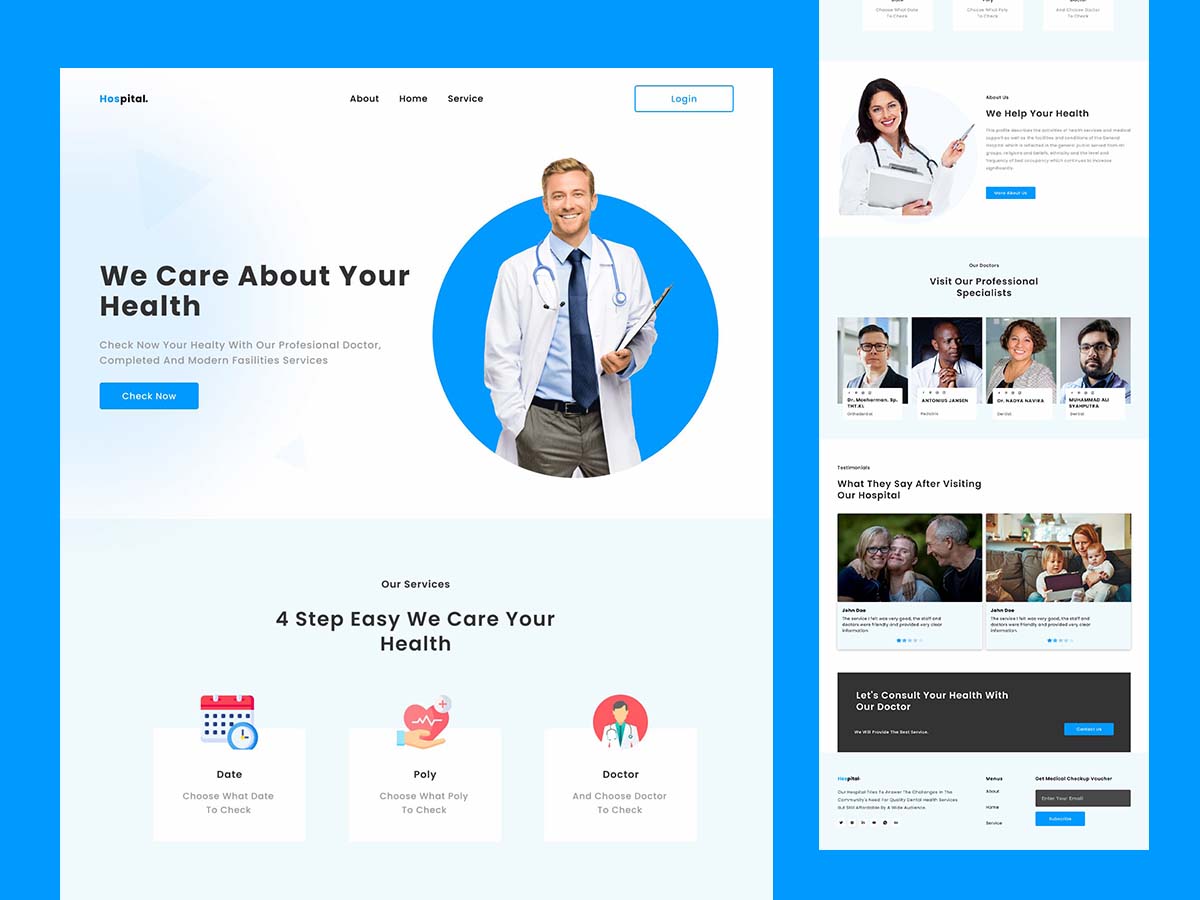 Hospital.
About Home Service
Login
We Care About Your
Health
Check Now Your Healty With Our Profesional Doctor,
Completed And Modern Fasilities Services
Check Now
Our Services
4 Step Easy We Care Your
Health
Date
Choose What Date
To Check
Poly
Choose What Poly
To Check
Doctor
And Choose Doctor
To Check
Choose What Date
To Check
Choose What Poly
To Check
And Choose Doctor
To Check
About Us
We Help Your Health
This profile describes the activities of health services and medical
support as well as the facilities and conditions of the General
Hospital which is reflected in the general public served from all
groups, religions and beliefs, ethnicity and the level and
frequency of bed occupancy which continues to increase
significantly.
More About Us
Our Doctors
Visit Our Professional
Specialists
Dr. Mocherman. Sp.
THT.KL
Orthodentist
ANTONIUS JANSEN
Pediatric
Dr. NADYA NAVIRA
Dentist
MUHAMMAD ALI
SYAHPUTRA
Dentist
Testimonials
What They Say After Visiting
Our Hospital
John Doe
The service I felt was very good, the staff and
doctors were friendly and provided very clear
information
John Doe
The service I felt was very good, the staff and
doctors were friendly and provided very clear
information
Let's Consult Your Health With
Our Doctor
We Will Provide The Best Service.
Contact Us
Hospital.
Our Hospital Tries To Answer The Challenges In The
Community's Need For Quality Dental Health Services
But Still Affordable By A Wide Audience.
Menus
About
Home
Service
Get Medical Checkup Voucher
Enter Your Email
Subscribe